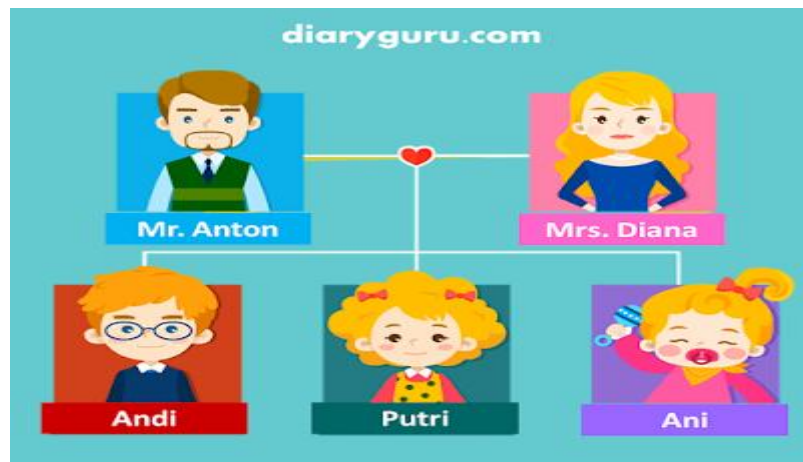 diaryguru.com
Mr. Anton
Mrs. Diana
Andi
Putri
Ani